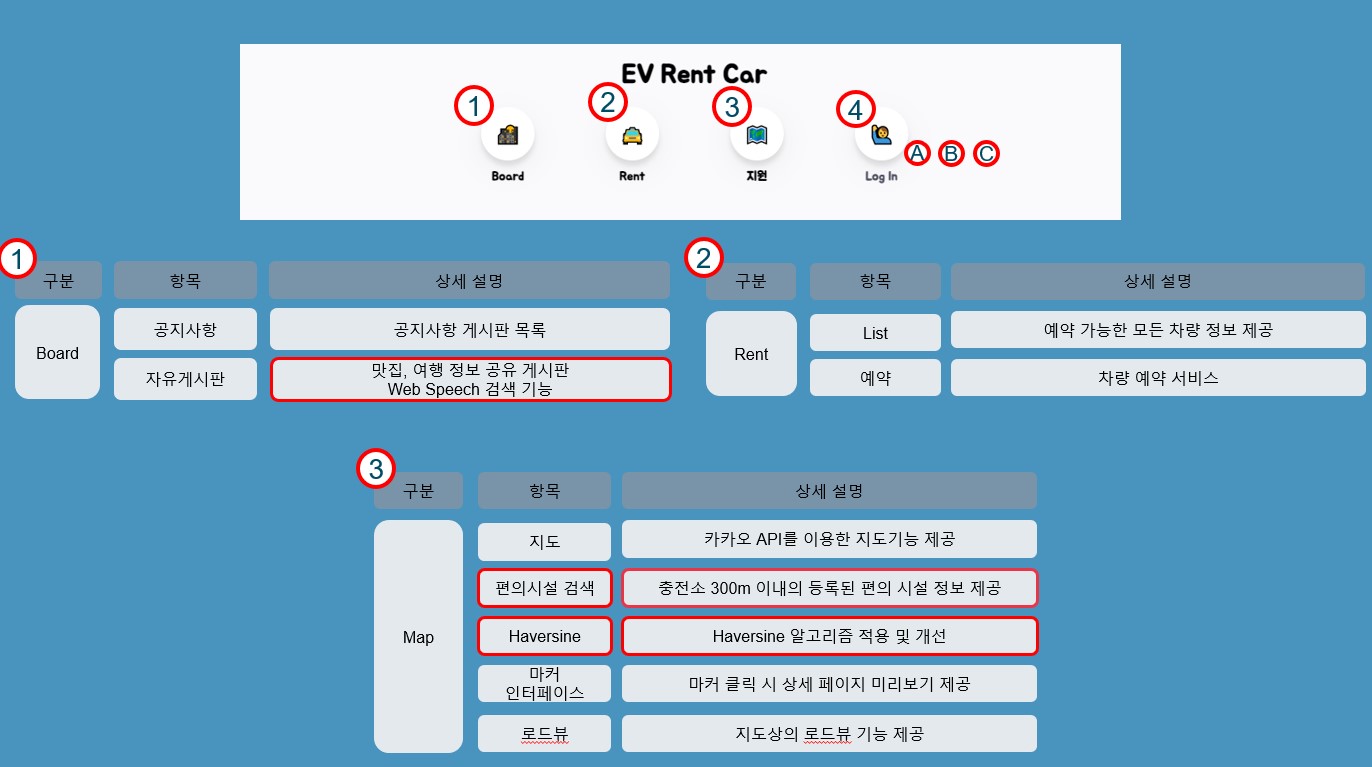 EV Rent Car
1
2
3
4
A
B
C
Board
Rent
지원
Log In
1
구분
항목
상세 설명
Board
공지사항
공지사항 게시판 목록
자유게시판
맛집, 여행 정보 공유 게시판
Web Speech 검색 기능
2
구분
항목
상세 설명
Rent
List
예약 가능한 모든 차량 정보 제공
예약
차량 예약 서비스
3
구분
항목
상세 설명
Map
지도
카카오 API를 이용한 지도기능 제공
편의시설 검색
충전소 300m 이내의 등록된 편의 시설 정보 제공
Haversine
Haversine 알고리즘 적용 및 개선
마커
인터페이스
마커 클릭 시 상세 페이지 미리보기 제공
로드뷰
지도상의 로드뷰 기능 제공